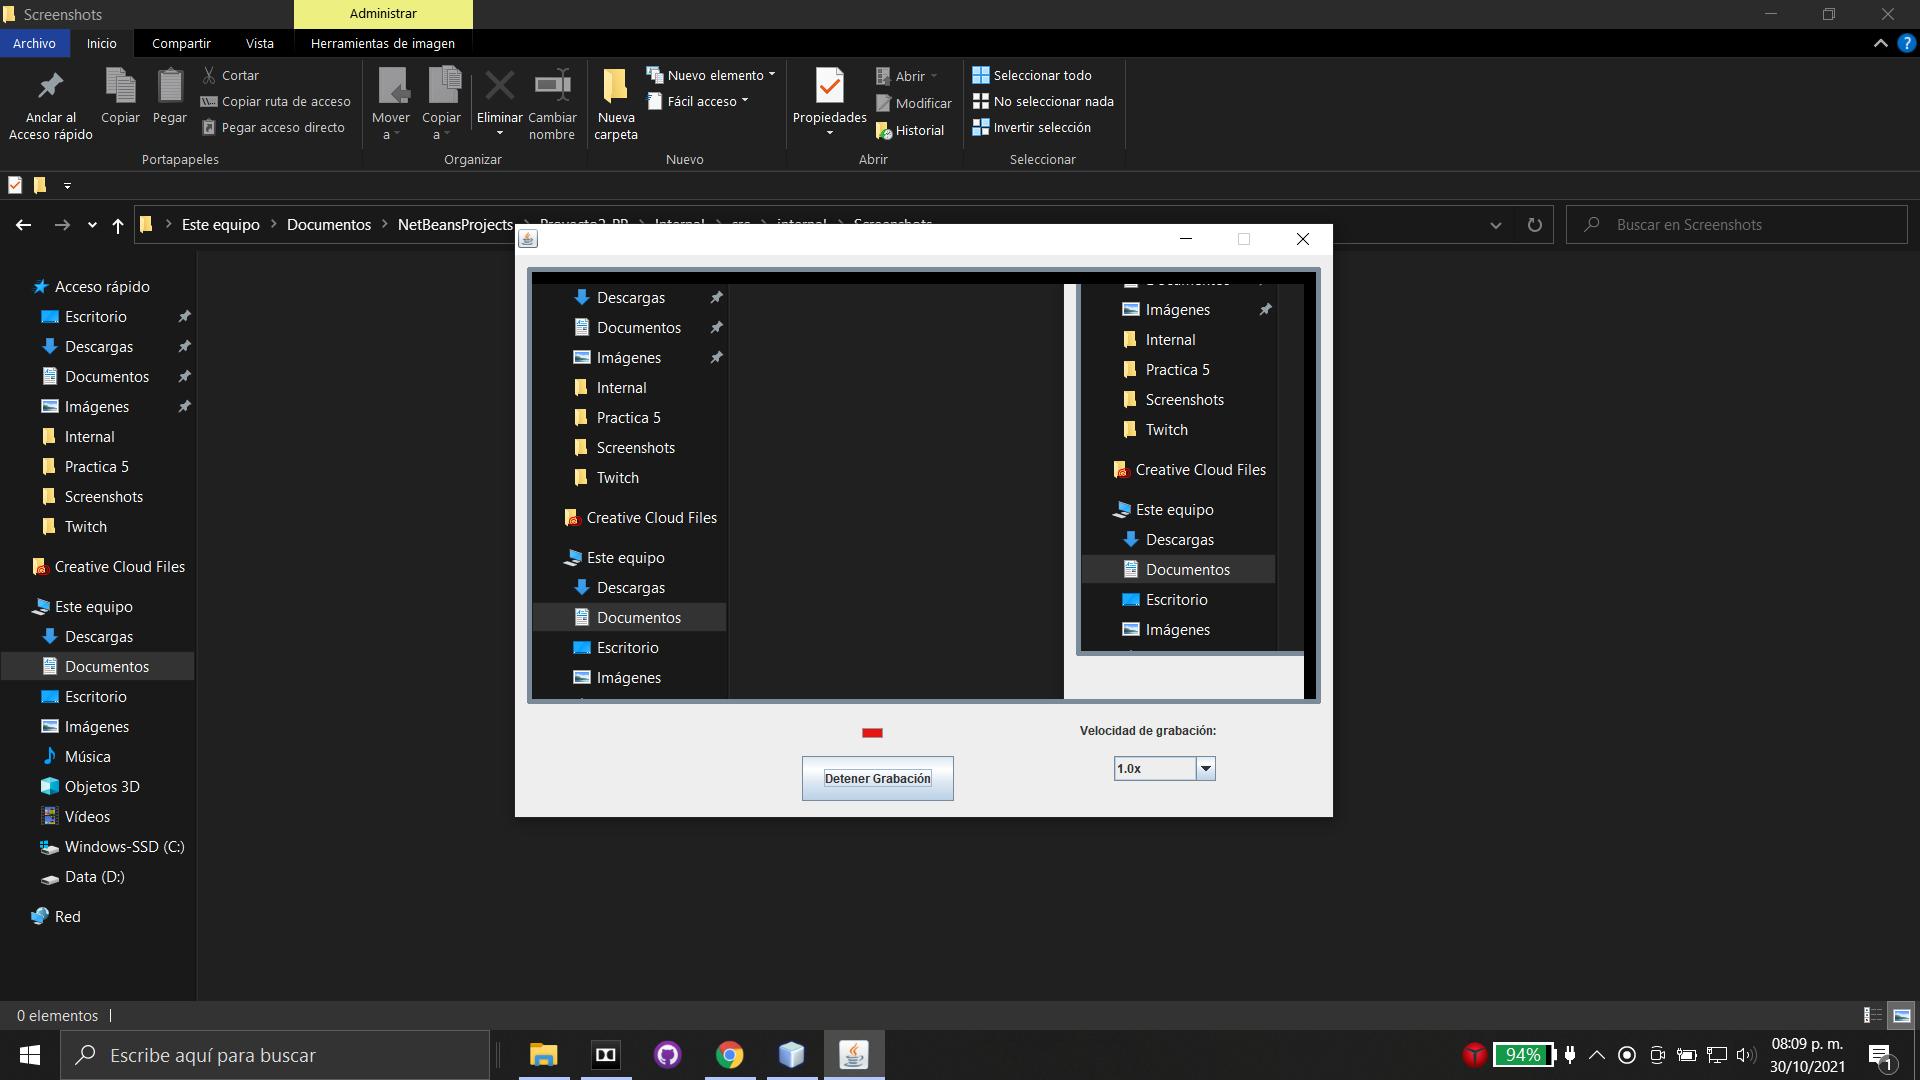 Screenshots
Administrar
Archivo
Inicio
Compartir
Vista
Herramientas de imagen
Anclar al
Acceso rápido
Copiar
Pegar
Cortar
Copiar ruta de acceso
Pegar acceso directo
Portapapeles
Mover
a
Copiar
a
Eliminar
Cambiar
nombre
Organizar
Nueva
carpeta
Nuevo elemento
Fácil acceso
Nuevo
Propiedades
Abrir
Modificar
Historial
Abrir
Seleccionar todo
No seleccionar nada
Invertir selección
Seleccionar
Este equipo
Documentos
NetBeansProjects
Proyecto2_PP
Internal
src
internal
Screenshots
Buscar en Screenshots
Acceso rápido
Escritorio
Descargas
Documentos
Imágenes
Internal
Practica 5
Screenshots
Twitch
Creative Cloud Files
Este equipo
Descargas
Documentos
Escritorio
Imágenes
Música
Objetos 3D
Vídeos
Windows-SSD (C:)
Data (D:)
Red
Descargas
Documentos
Imágenes
Internal
Practica 5
Screenshots
Twitch
Creative Cloud Files
Este equipo
Descargas
Documentos
Escritorio
Imágenes
Documentos
Imágenes
Internal
Practica 5
Screenshots
Twitch
Creative Cloud Files
Este equipo
Descargas
Documentos
Escritorio
Imágenes
Detener Grabación
Velocidad de grabación:
1.0x
0 elementos
Escribe aquí para buscar
94%
08:09 p. m.
30/10/2021
1